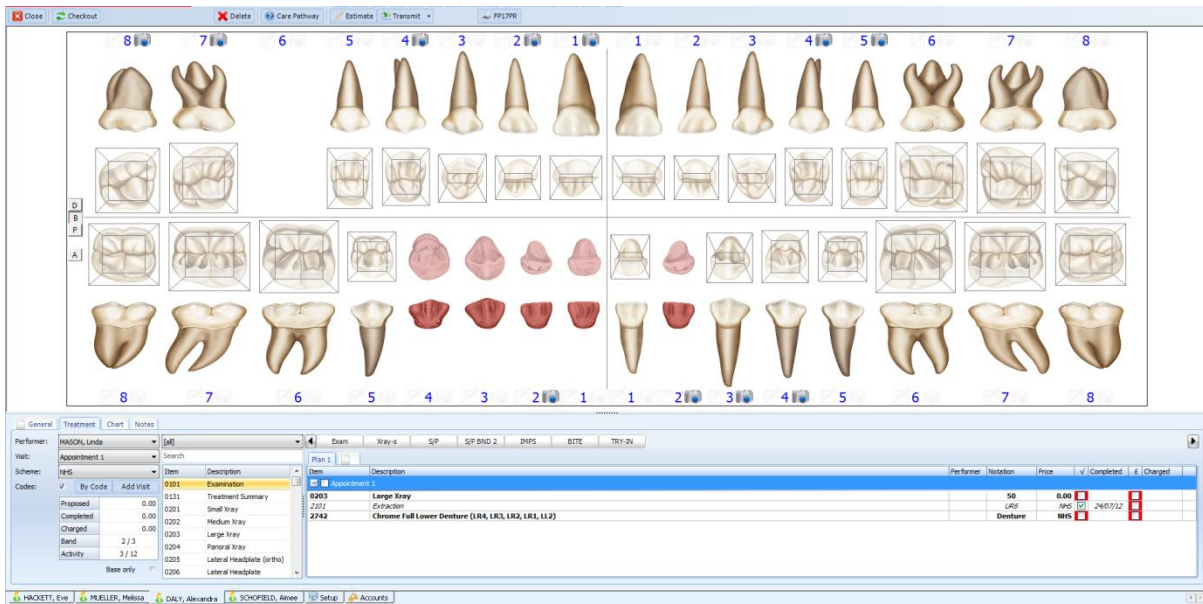 Close Checkout Delete Care Pathway Estimate Transmit FP17PR
8 7 6 5 4 3 2 1 1 2 3 4 5 6 7 8
D
B
P
A
8 7 6 5 4 3 2 1 1 2 3 4 5 6 7 8
General Treatment Chart Notes
Performer: MASON, Linda [all] Exam Xray-s S/P S/P BND 2 IMPS BITE TRY-IN
Visit: Appointment 1 Search Plan 1
Scheme: NHS Item Description Item Description Performer Notation Price √ Completed £ Charged
Codes: By Code Add Visit 0101 Examination Appointment 1
Proposed 0.00 0131 Treatment Summary 0203 Large Xray 50 0.00
Completed 0.00 0201 Small Xray 2101 Extraction UR6 NHS 24/07/12
Charged 0.00 0202 Medium Xray 2742 Chrome Full Lower Denture (LR4, LR3, LR2, LR1, LL2) Denture NHS
Band 2 / 3 0203 Large Xray
Activity 3 / 12 0204 Panoral Xray
Base only 0205 Lateral Headplate (ortho)
0206 Lateral Headplate
HACKETT, Eve MUELLER, Melissa DALY, Alexandra SCHOFIELD, Aimee Setup Accounts